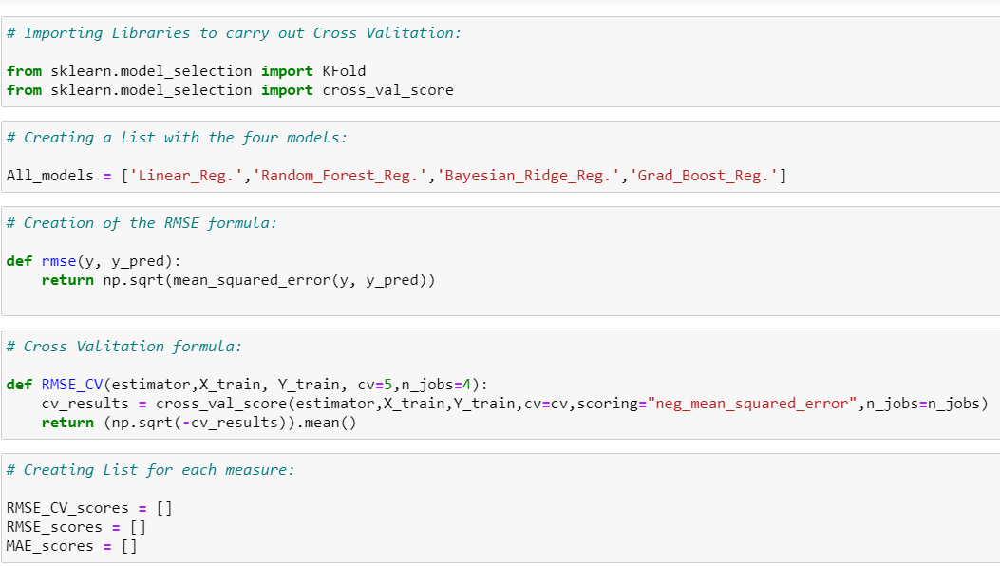 # Importing Libraries to carry out Cross Valitation:
from sklearn.model_selection import KFold
from sklearn.model_selection import cross_val_score
# Creating a list with the four models:
All_models = ['Linear_Reg.','Random_Forest_Reg.','Bayesian_Ridge_Reg.','Grad_Boost_Reg.']
# Creation of the RMSE formula:
def rmse(y, y_pred):
    return np.sqrt(mean_squared_error(y, y_pred))
# Cross Valitation formula:
def RMSE_CV(estimator,X_train, Y_train, cv=5,n_jobs=4):
    cv_results = cross_val_score(estimator,X_train,Y_train,cv=cv,scoring="neg_mean_squared_error",n_jobs=n_jobs)
    return (np.sqrt(-cv_results)).mean()
# Creating List for each measure:
RMSE_CV_scores = []
RMSE_scores = []
MAE_scores = []